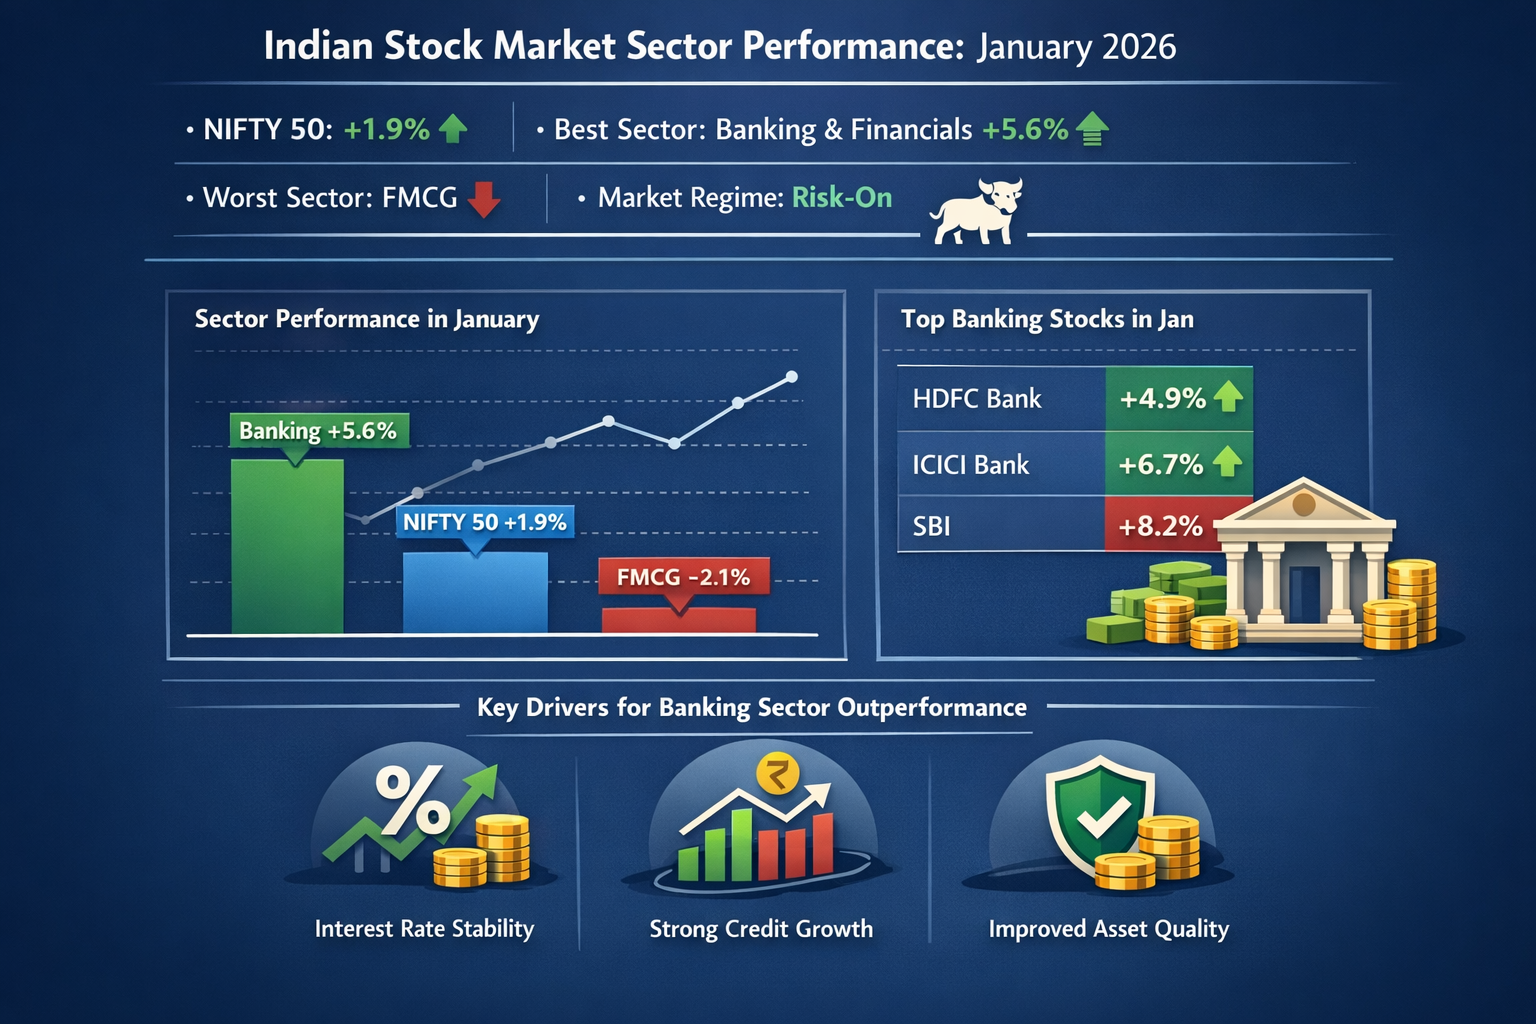 Indian Stock Market Sector Performance: January 2026
• NIFTY 50: +1.9%
• Best Sector: Banking & Financials +5.6%
• Worst Sector: FMCG
• Market Regime: Risk-On
Sector Performance in January
Banking +5.6%
NIFTY 50 +1.9%
FMCG -2.1%
Top Banking Stocks in Jan
HDFC Bank +4.9%
ICICI Bank +6.7%
SBI +8.2%
Key Drivers for Banking Sector Outperformance
%
₹
Interest Rate Stability
Strong Credit Growth
Improved Asset Quality